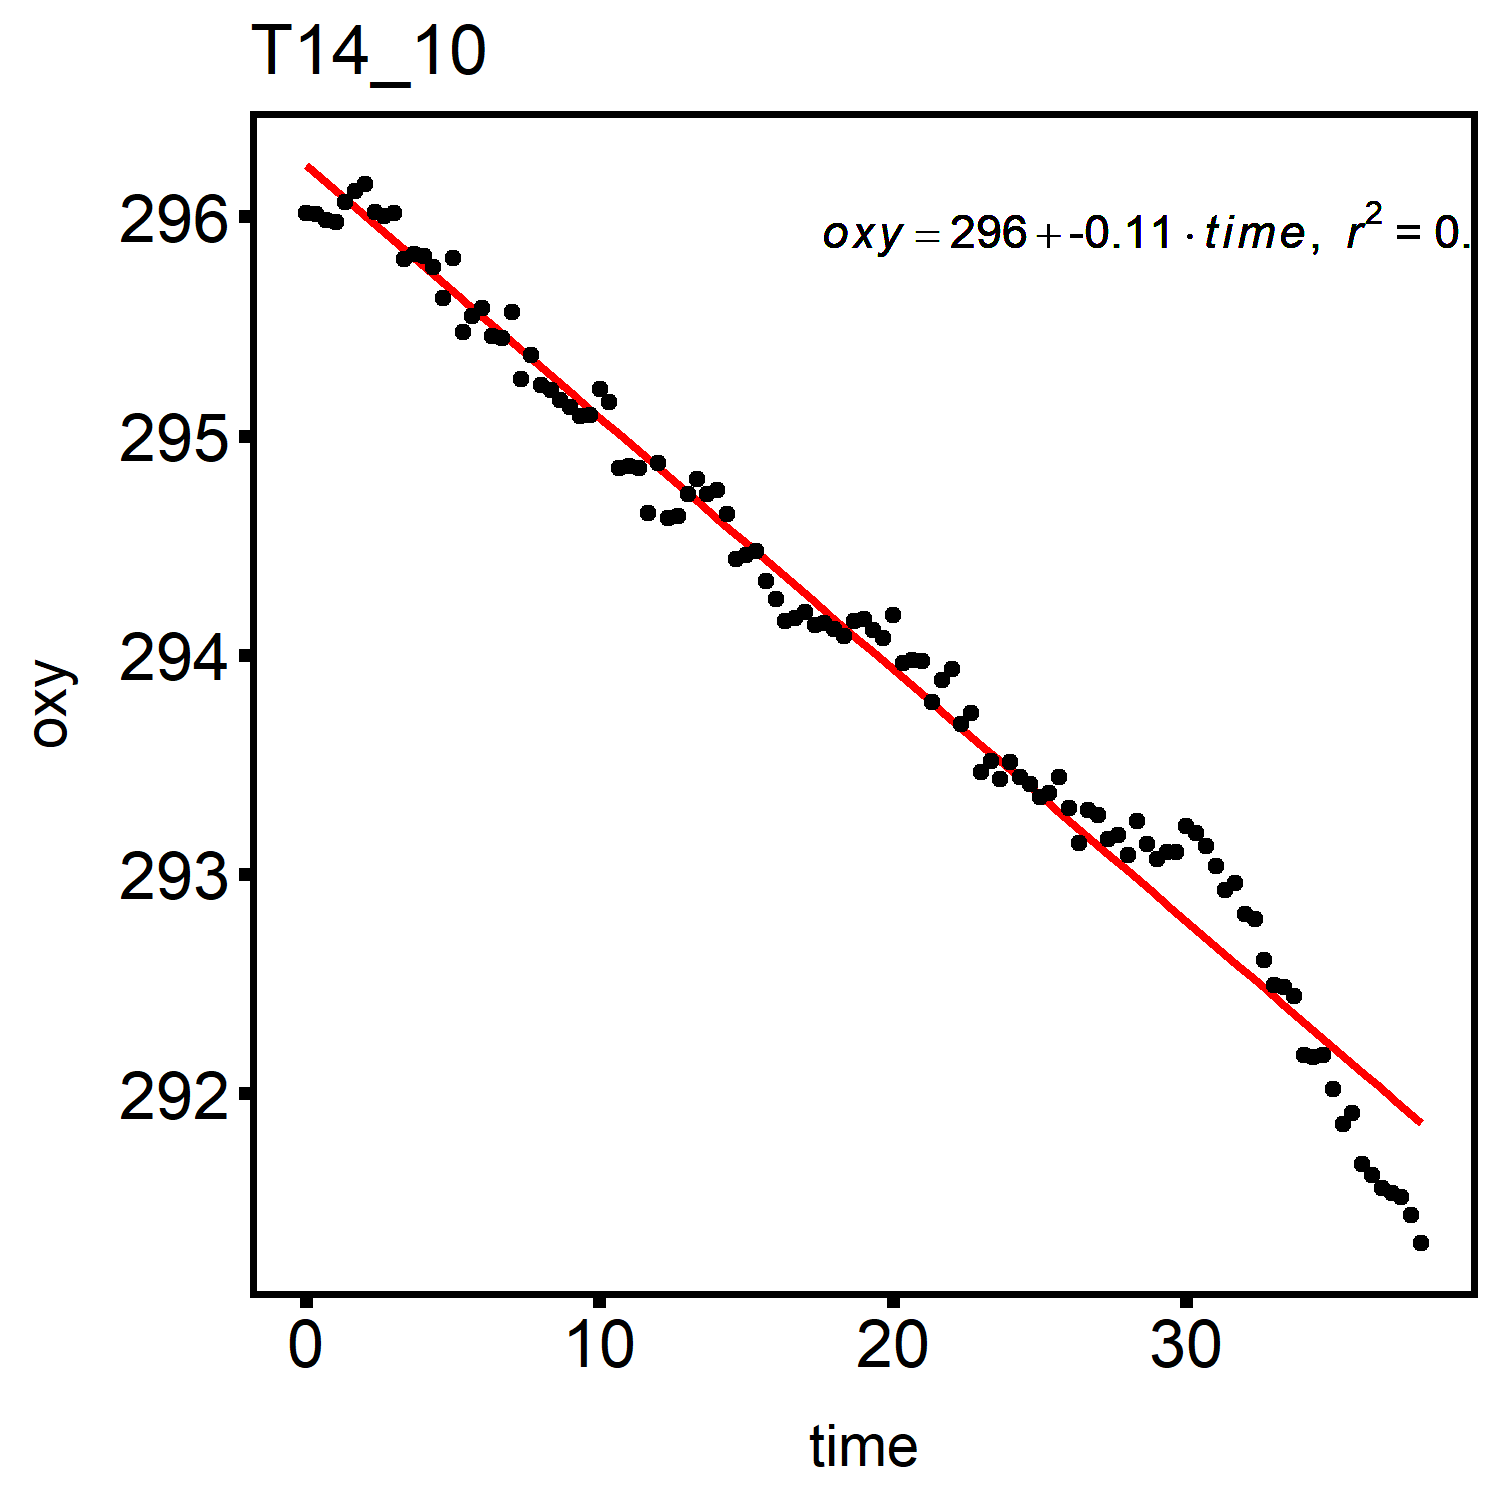 T14_10
oxy = 296 + -0.11 · time, r² = 0.
296
295
294
293
292
oxy
0 10 20 30
time